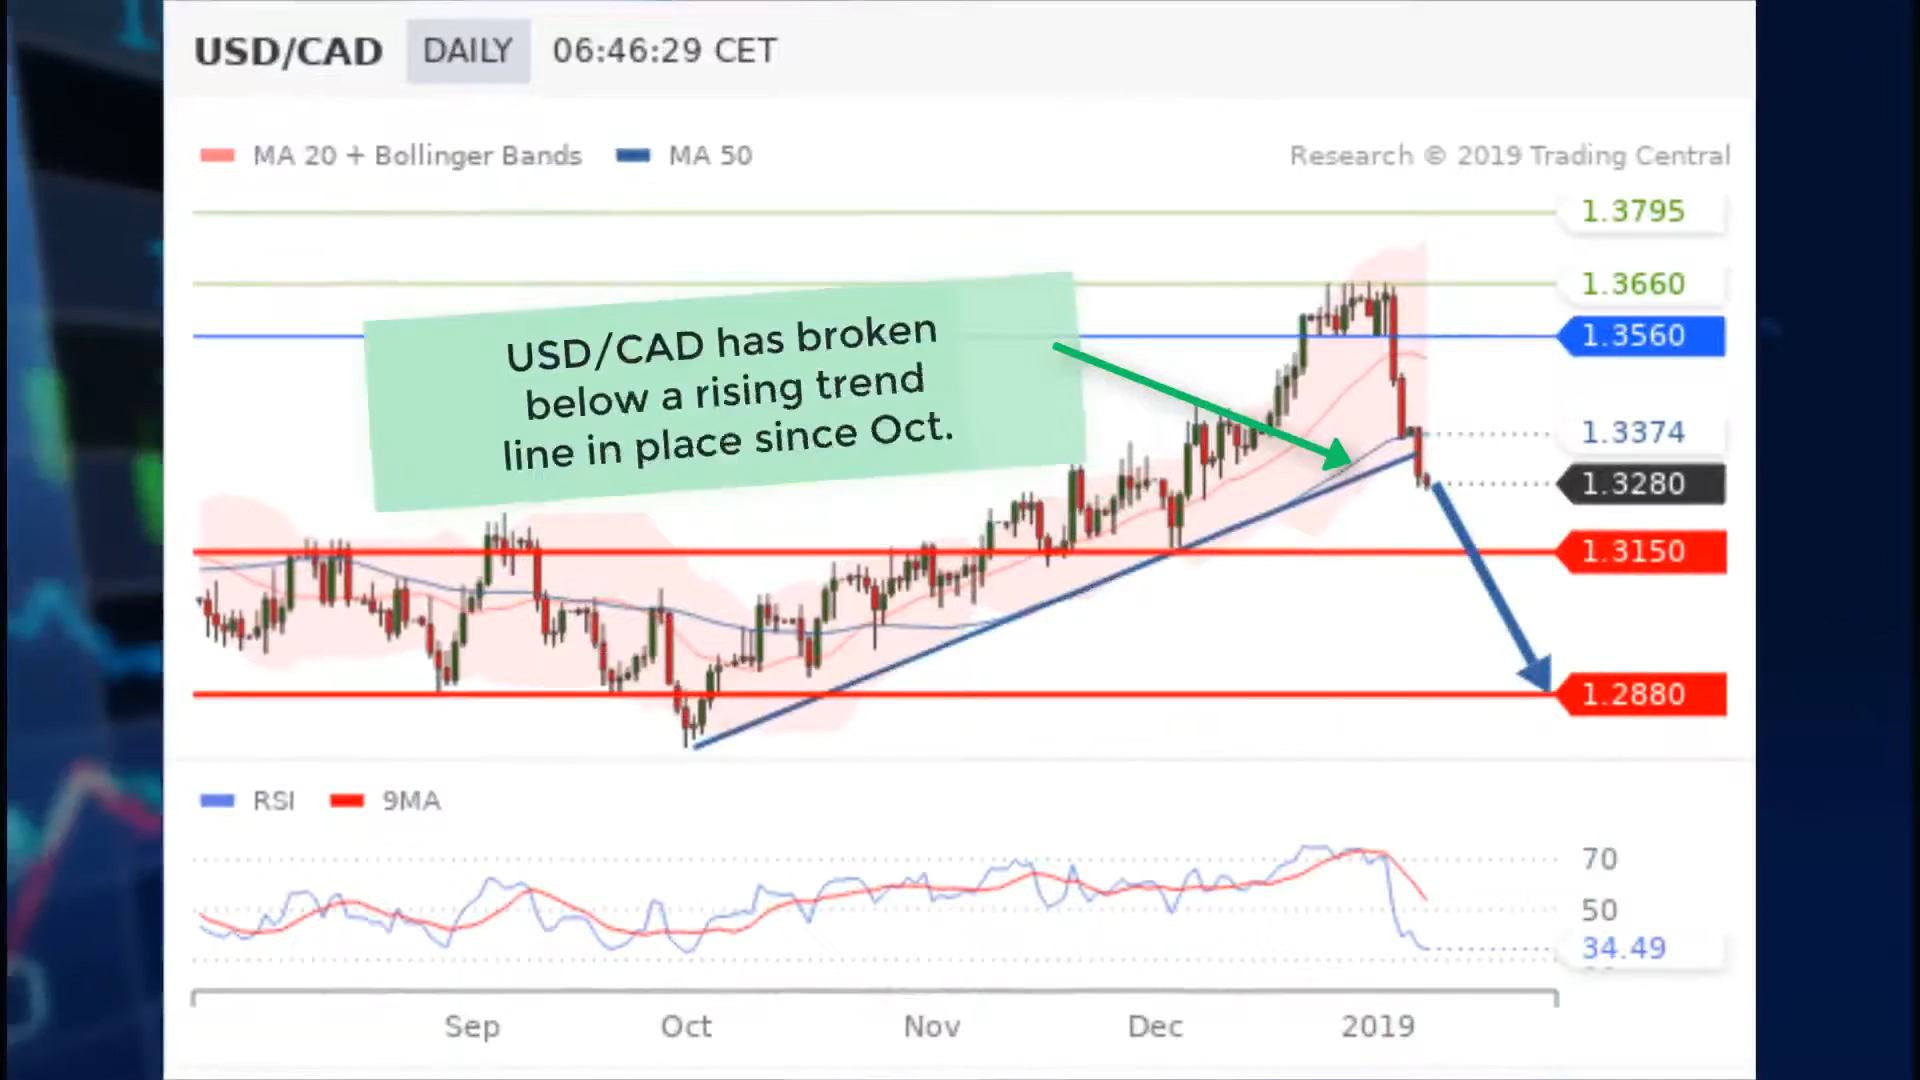 USD/CAD DAILY 06:46:29 CET
MA 20 + Bollinger Bands MA 50
Research © 2019 Trading Central
1.3795
1.3660
1.3560
USD/CAD has broken
below a rising trend
line in place since Oct.
1.3374
1.3280
1.3150
1.2880
RSI 9MA
70
50
34.49
Sep Oct Nov Dec 2019